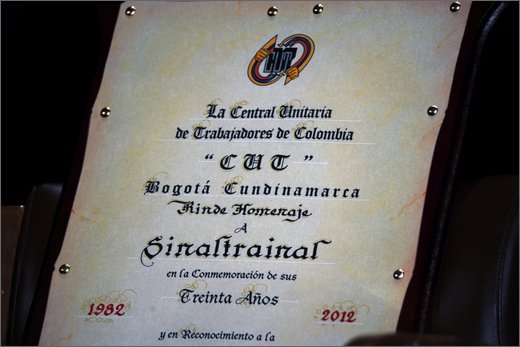 CUT
La Central Unitaria
de Trabajadores de Colombia
“ CUT ”
Bogotá Cundinamarca
Rinde Homenaje
A
Sinaltrainal
en la Conmemoración de sus
Treinta Años
1982 2012
y en Reconocimiento a la